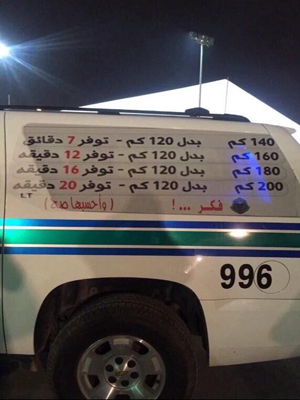 140 كم بدل 120 كم - توفر 7 دقائق
160 كم بدل 120 كم - توفر 12 دقيقه
180 كم بدل 120 كم - توفر 16 دقيقه
200 كم بدل 120 كم - توفر 20 دقيقه
فكر ...! ( وأحسبها صح )
996